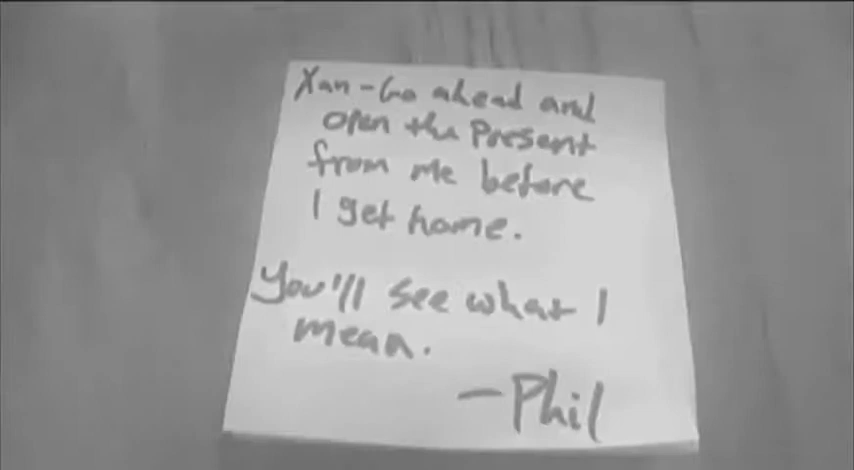 Xan - Go ahead and
open the Present
from me before
I get home.
You'll see what I
mean.
- Phil